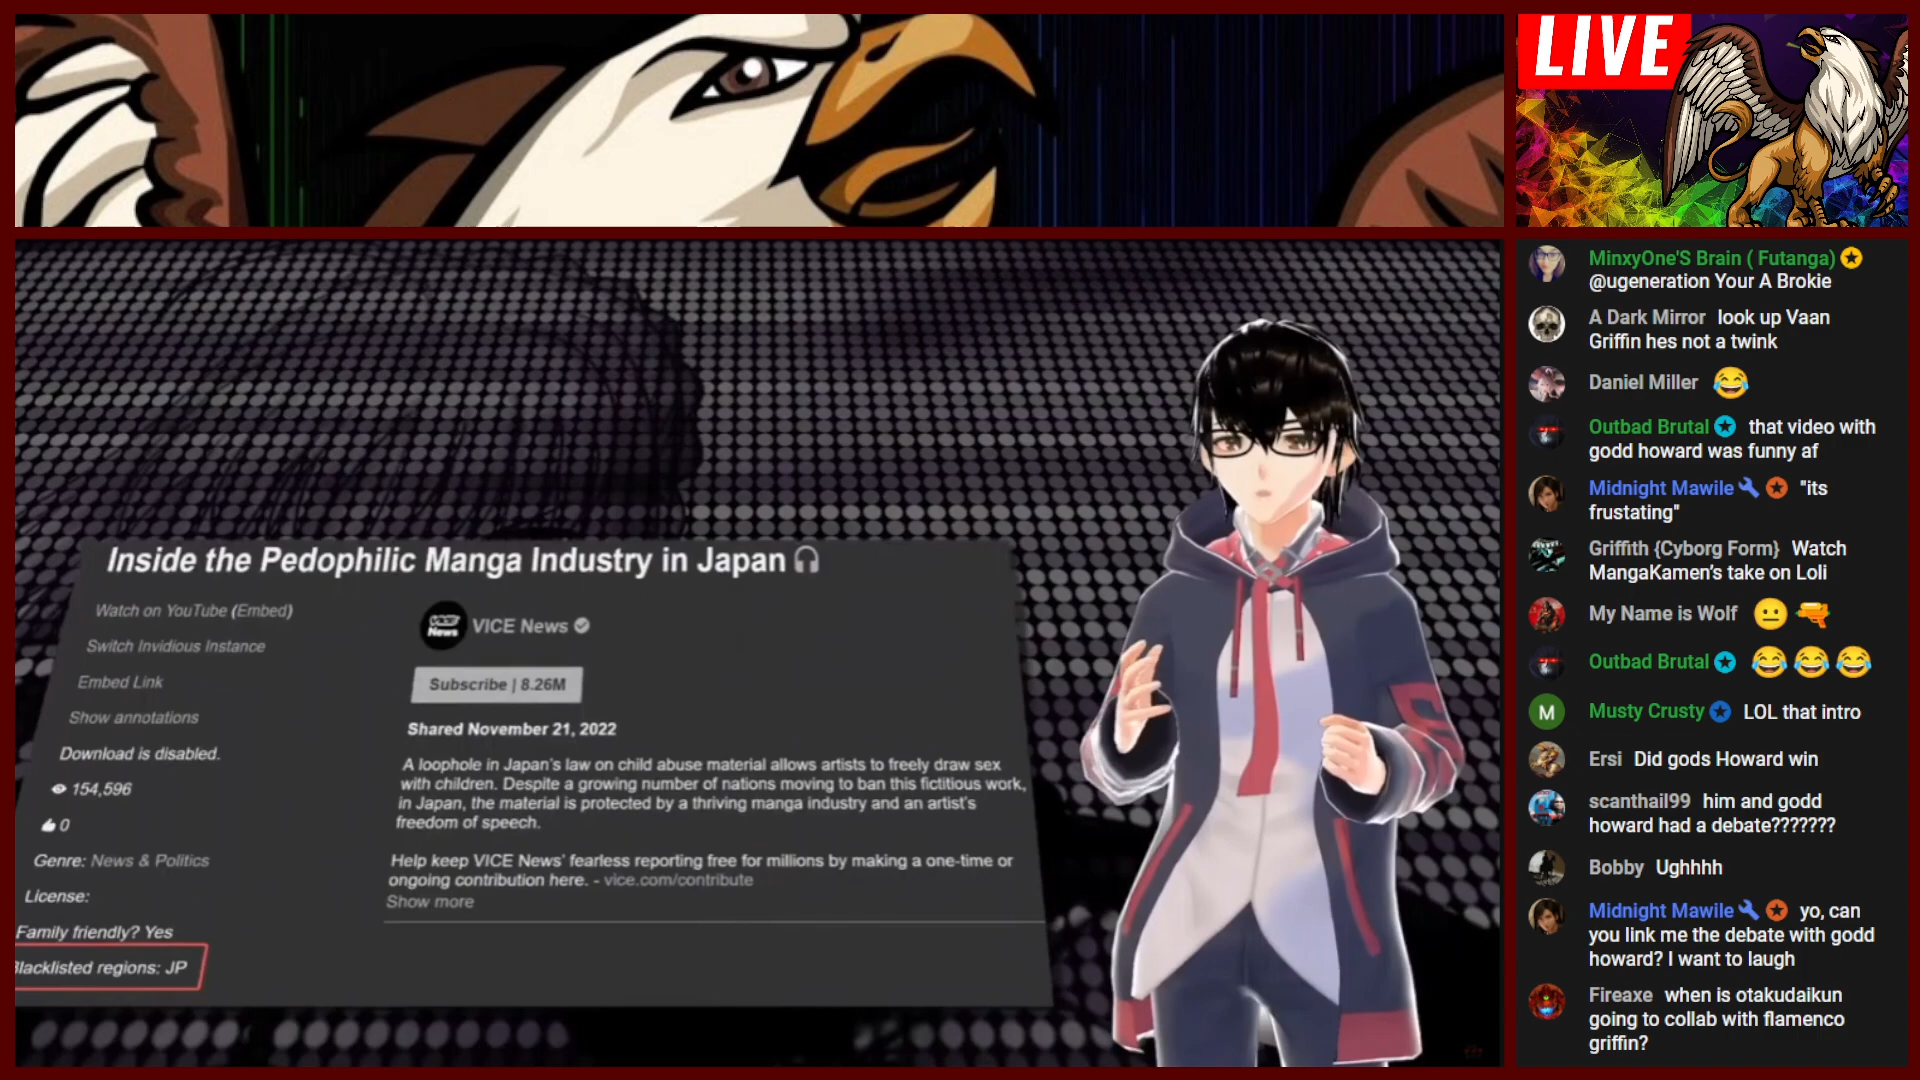 LIVE
Inside the Pedophilic Manga Industry in Japan
Watch on YouTube (Embed)
Switch Invidious Instance
Embed Link
Show annotations
Download is disabled.
154,596
0
Genre: News & Politics
License:
Family friendly? Yes
Blacklisted regions: JP
VICE News
VICE News
Subscribe | 8.26M
Shared November 21, 2022
A loophole in Japan's law on child abuse material allows artists to freely draw sex
with children. Despite a growing number of nations moving to ban this fictitious work,
in Japan, the material is protected by a thriving manga industry and an artist's
freedom of speech.
Help keep VICE News' fearless reporting free for millions by making a one-time or
ongoing contribution here. - vice.com/contribute
Show more
MinxyOne'S Brain ( Futanga)
@ugeneration Your A Brokie
A Dark Mirror look up Vaan
Griffin hes not a twink
Daniel Miller 😂
Outbad Brutal that video with
godd howard was funny af
Midnight Mawile "its
frustating"
Griffith {Cyborg Form} Watch
MangaKamen's take on Loli
My Name is Wolf 😐 🔫
Outbad Brutal 😂 😂 😂
M
Musty Crusty LOL that intro
Ersi Did gods Howard win
scanthail99 him and godd
howard had a debate???????
Bobby Ughhhh
Midnight Mawile yo, can
you link me the debate with godd
howard? I want to laugh
Fireaxe when is otakudaikun
going to collab with flamenco
griffin?